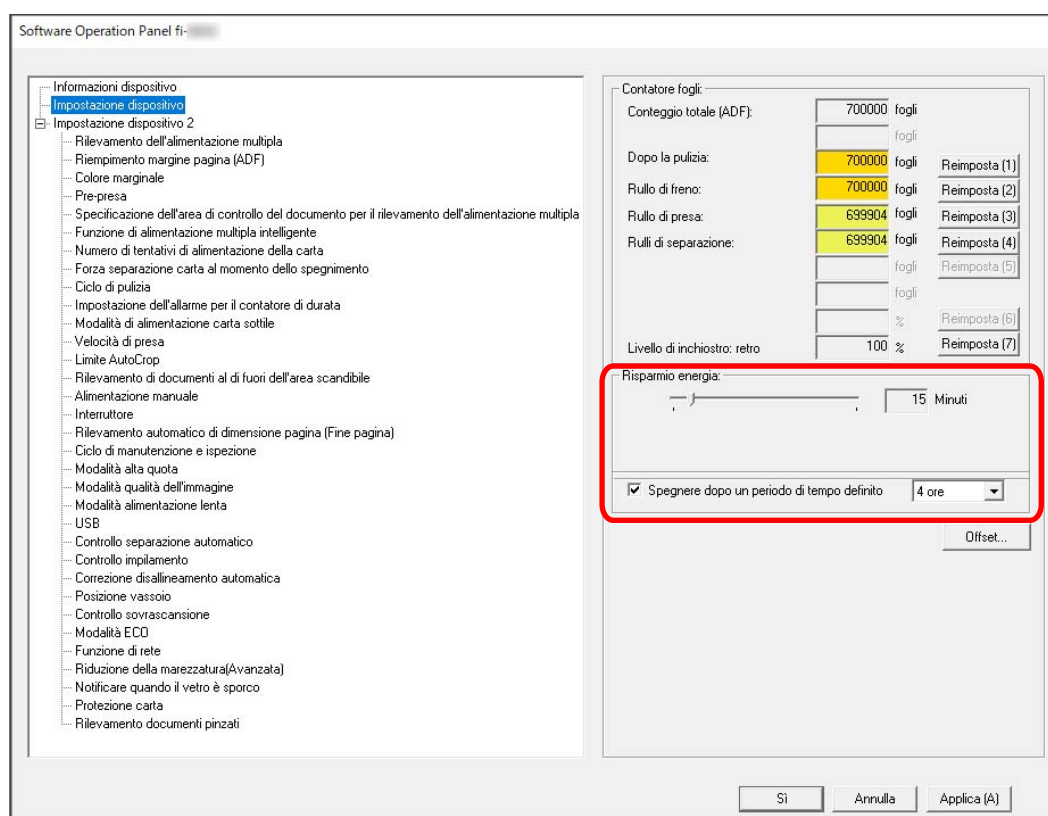 Software Operation Panel fi-
Informazioni dispositivo
Impostazione dispositivo
Impostazione dispositivo 2
Rilevamento dell'alimentazione multipla
Riempimento margine pagina (ADF)
Colore marginale
Pre-presa
Specificazione dell'area di controllo del documento per il rilevamento dell'alimentazione multipla
Funzione di alimentazione multipla intelligente
Numero di tentativi di alimentazione della carta
Forza separazione carta al momento dello spegnimento
Ciclo di pulizia
Impostazione dell'allarme per il contatore di durata
Modalità di alimentazione carta sottile
Velocità di presa
Limite AutoCrop
Rilevamento di documenti al di fuori dell'area scandibile
Alimentazione manuale
Interruttore
Rilevamento automatico di dimensione pagina (Fine pagina)
Ciclo di manutenzione e ispezione
Modalità alta quota
Modalità qualità dell'immagine
Modalità alimentazione lenta
USB
Controllo separazione automatico
Controllo impilamento
Correzione disallineamento automatica
Posizione vassoio
Controllo sovrascansione
Modalità ECO
Funzione di rete
Riduzione della marezzatura(Avanzata)
Notificare quando il vetro è sporco
Protezione carta
Rilevamento documenti pinzati
Contatore fogli:
Conteggio totale (ADF): 700000 fogli
fogli
Dopo la pulizia: 700000 fogli Reimposta (1)
Rullo di freno: 700000 fogli Reimposta (2)
Rullo di presa: 699904 fogli Reimposta (3)
Rulli di separazione: 699904 fogli Reimposta (4)
fogli Reimposta (5)
fogli
% Reimposta (6)
Livello di inchiostro: retro 100 % Reimposta (7)
Risparmio energia:
15 Minuti
Spegnere dopo un periodo di tempo definito 4 ore
Offset...
Sì Annulla Applica (A)